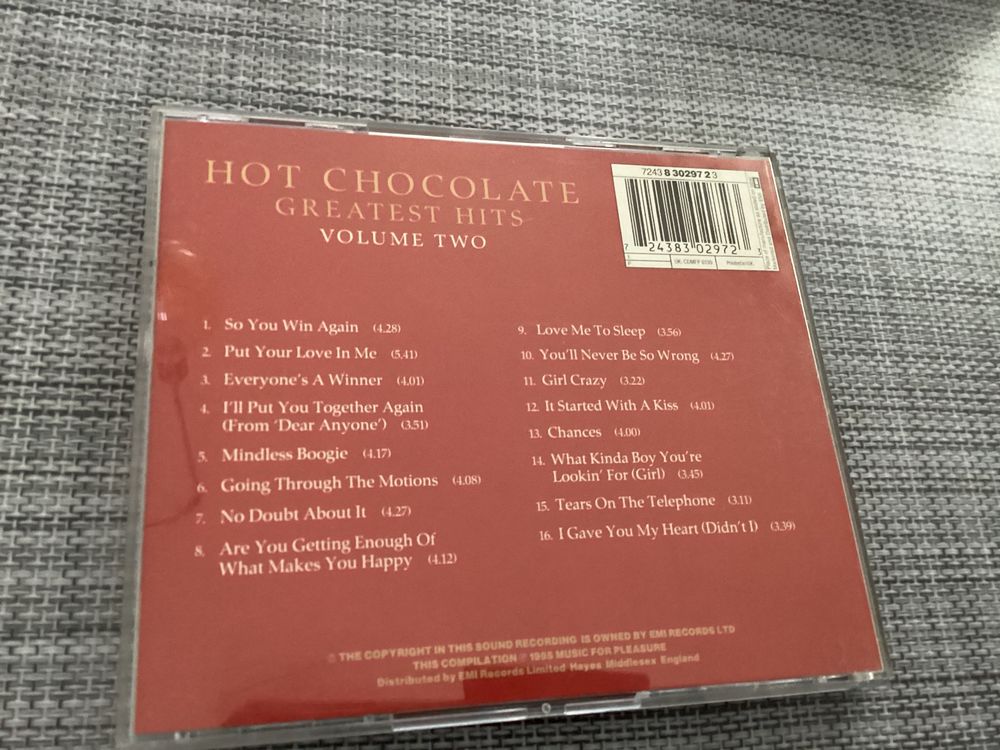 HOT CHOCOLATE
GREATEST HITS
VOLUME TWO
7243 8 30297 2 3
7 24383 02972
1. So You Win Again (4.28)
2. Put Your Love In Me (5.41)
3. Everyone's A Winner (4.01)
4. I'll Put You Together Again
(From 'Dear Anyone') (3.51)
5. Mindless Boogie (4.17)
6. Going Through The Motions (4.08)
7. No Doubt About It (4.27)
8. Are You Getting Enough Of
What Makes You Happy (4.12)
9. Love Me To Sleep (3.56)
10. You'll Never Be So Wrong (4.27)
11. Girl Crazy (3.22)
12. It Started With A Kiss (4.01)
13. Chances (4.00)
14. What Kinda Boy You're
Lookin' For (Girl) (3.45)
15. Tears On The Telephone (3.11)
16. I Gave You My Heart (Didn't I) (3.39)
℗ THE COPYRIGHT IN THIS SOUND RECORDING IS OWNED BY EMI RECORDS LTD
THIS COMPILATION ℗ 1995 MUSIC FOR PLEASURE
Distributed by EMI Records Limited Hayes Middlesex England